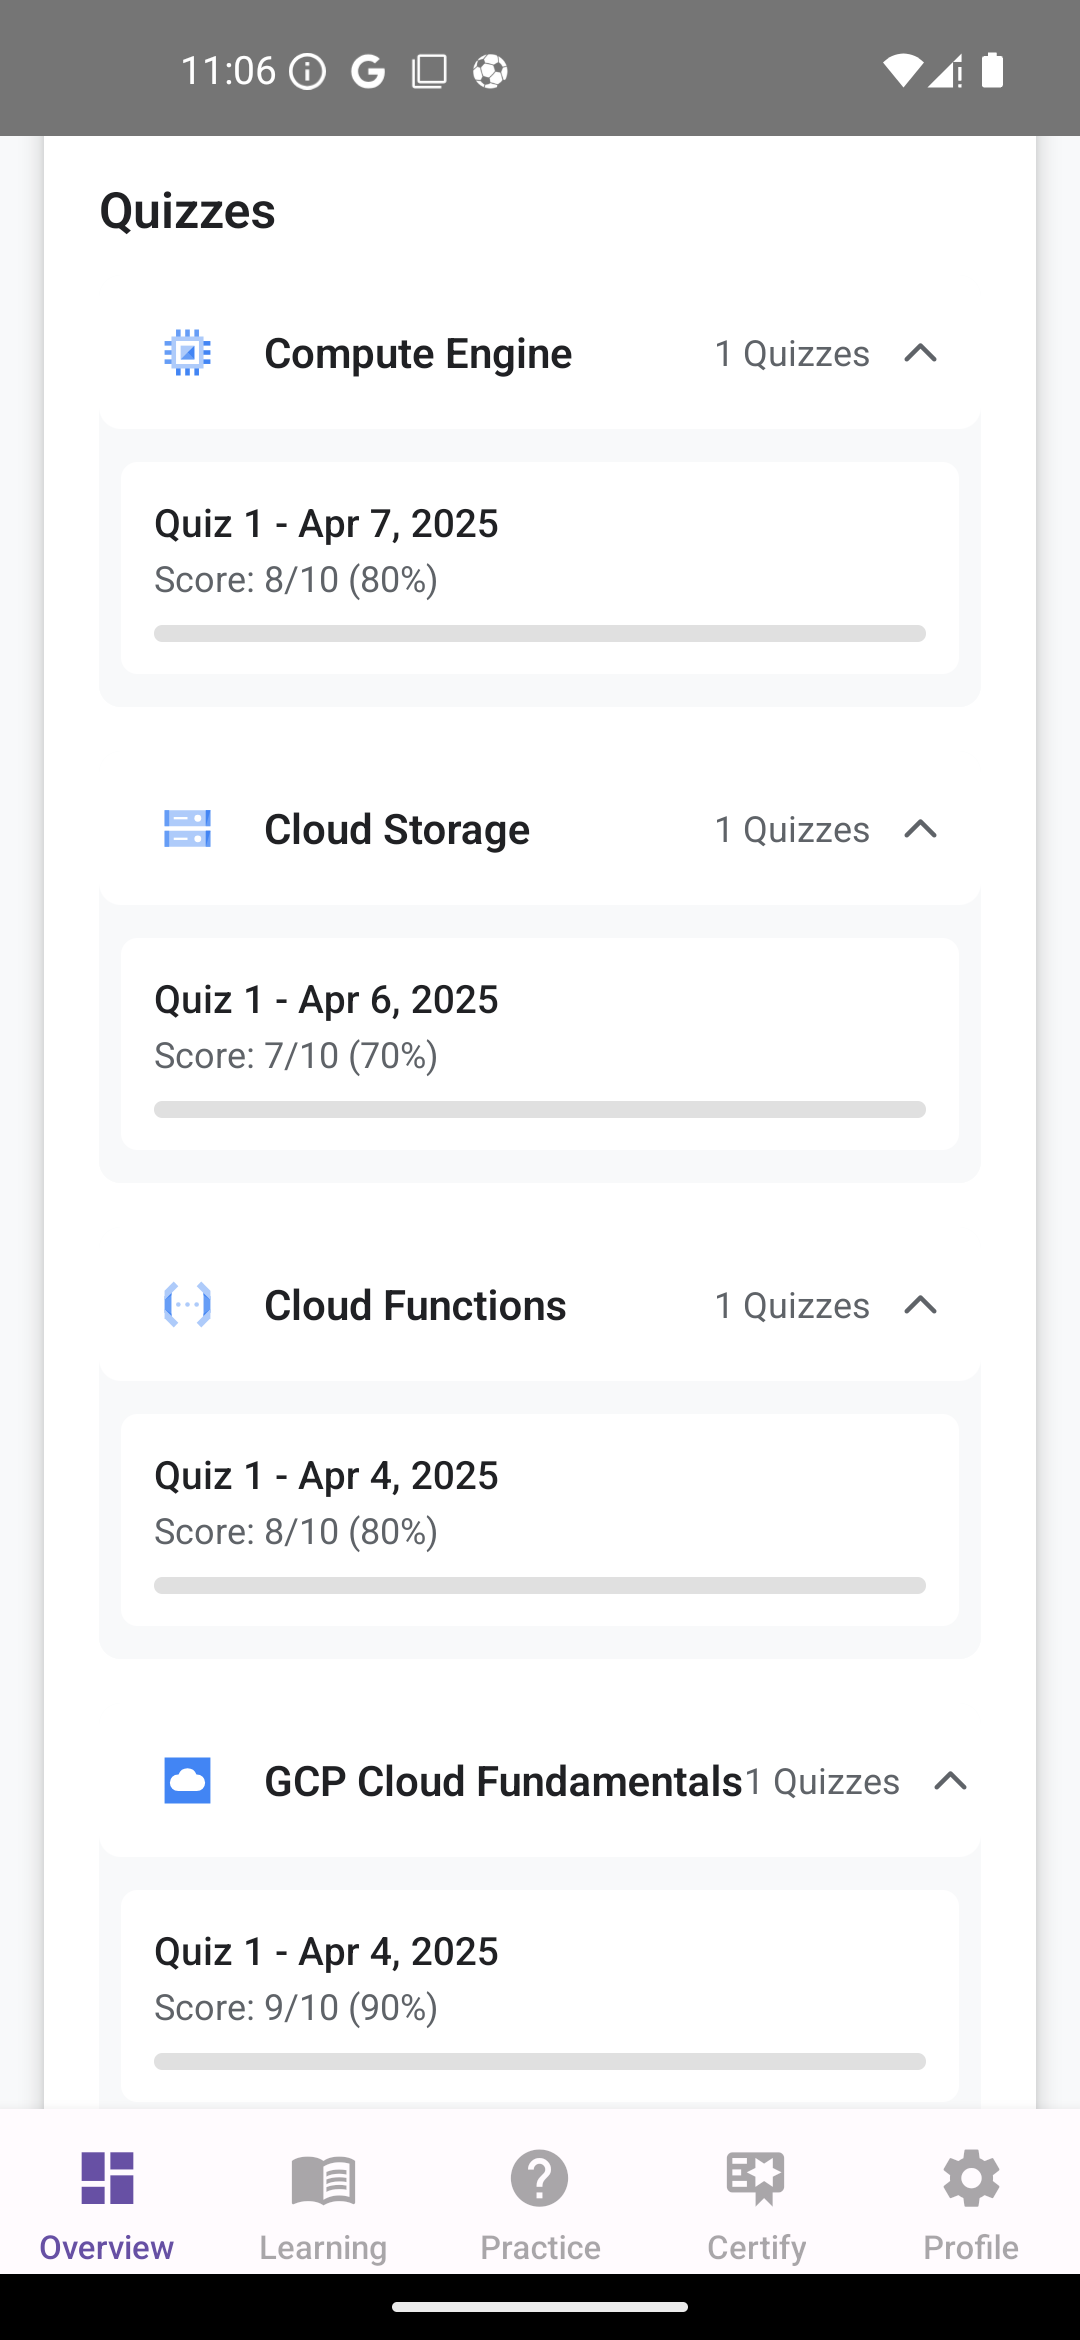 11:06
Quizzes
Compute Engine 1 Quizzes
Quiz 1 - Apr 7, 2025
Score: 8/10 (80%)
Cloud Storage 1 Quizzes
Quiz 1 - Apr 6, 2025
Score: 7/10 (70%)
Cloud Functions 1 Quizzes
Quiz 1 - Apr 4, 2025
Score: 8/10 (80%)
GCP Cloud Fundamentals 1 Quizzes
Quiz 1 - Apr 4, 2025
Score: 9/10 (90%)
Overview Learning Practice Certify Profile